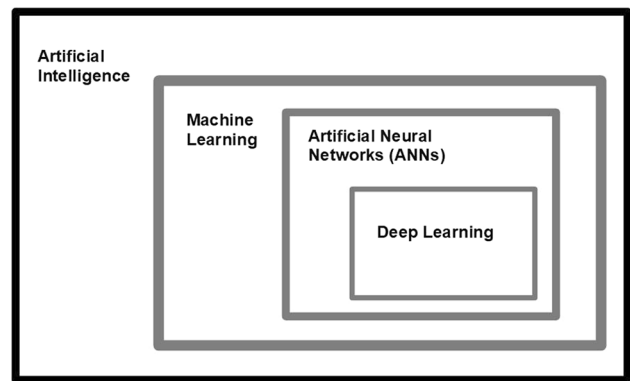 Artificial
Intelligence
Machine
Learning
Artificial Neural
Networks (ANNs)
Deep Learning